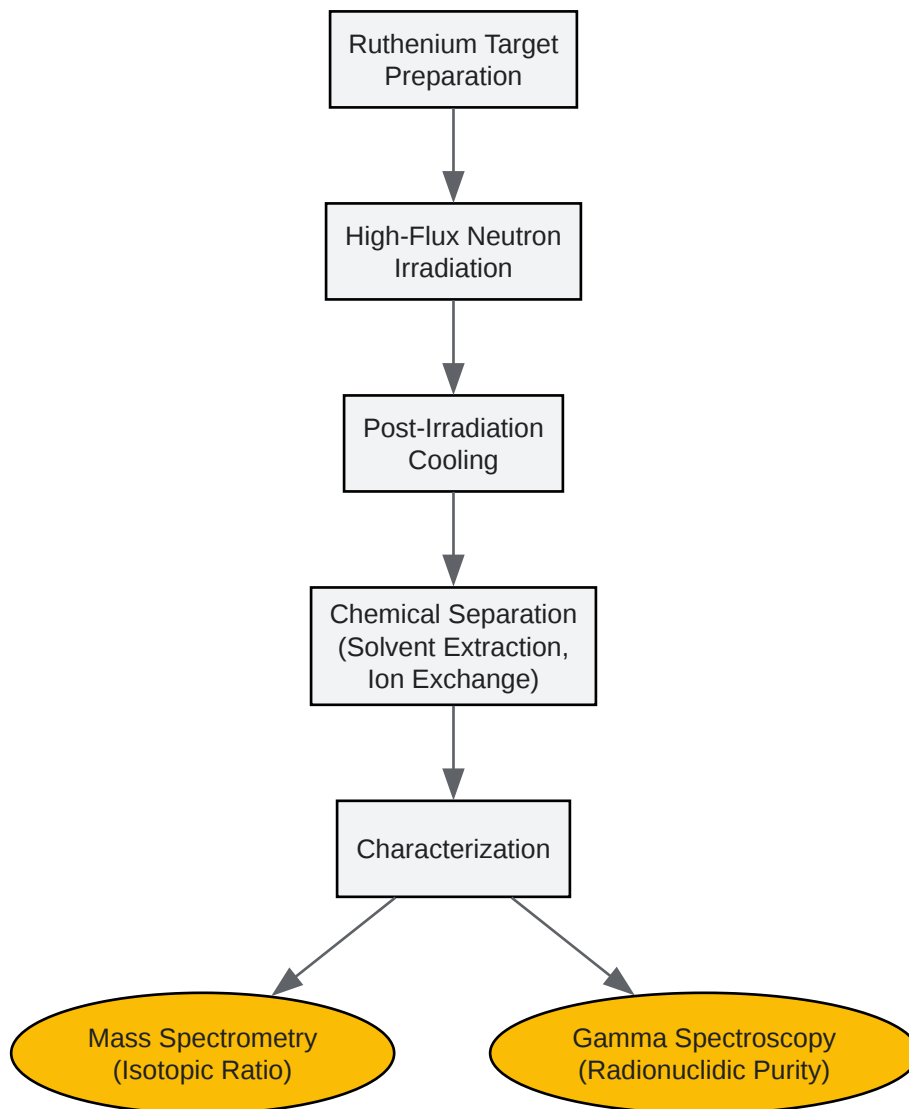 Ruthenium Target
Preparation
High-Flux Neutron
Irradiation
Post-Irradiation
Cooling
Chemical Separation
(Solvent Extraction,
Ion Exchange)
Characterization
Mass Spectrometry
(Isotopic Ratio)
Gamma Spectroscopy
(Radionuclidic Purity)